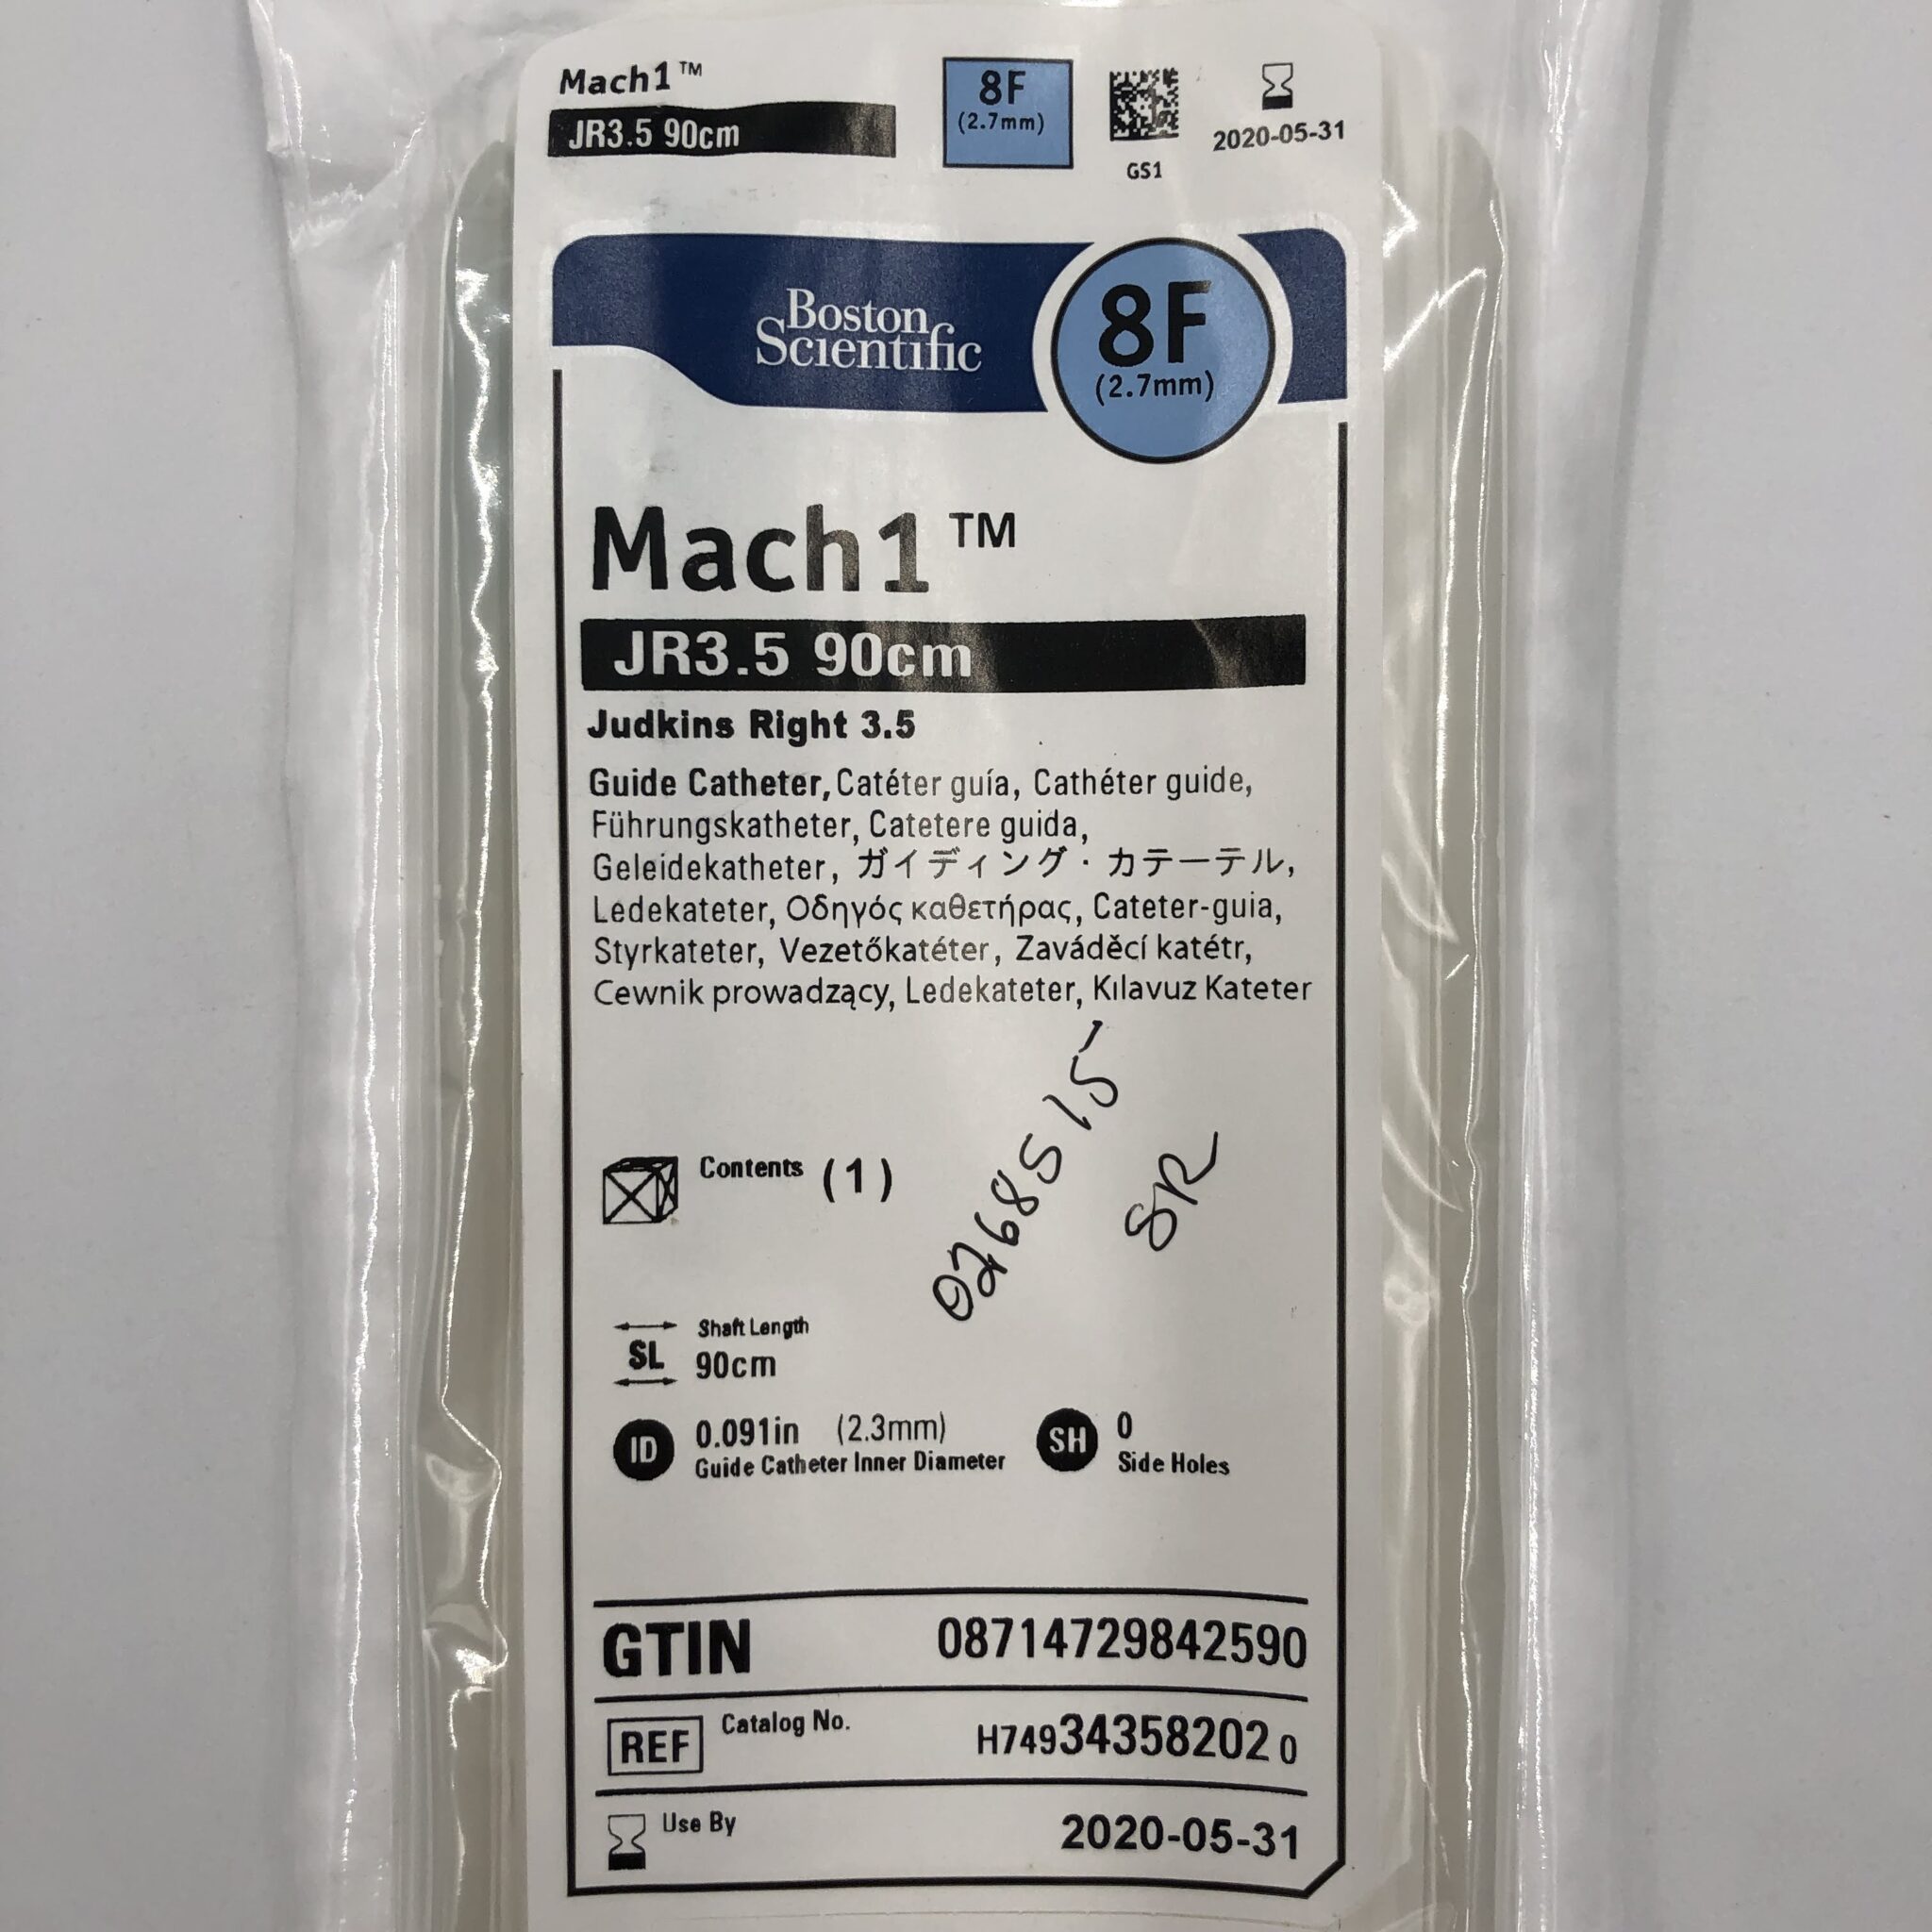 Mach1™
JR3.5 90cm
8F
(2.7mm)
GS1
2020-05-31
Boston
Scientific
8F
(2.7mm)
Mach1™
JR3.5 90cm
Judkins Right 3.5
Guide Catheter, Catéter guía, Cathéter guide,
Führungskatheter, Catetere guida,
Geleidekatheter, ガイディング・カテーテル,
Ledekateter, Οδηγός καθετήρας, Cateter-guia,
Styrkateter, Vezetőkatéter, Zaváděcí katétr,
Cewnik prowadzący, Ledekateter, Kılavuz Kateter
0268515
8R
Contents (1)
SL Shaft Length
90cm
ID 0.091in (2.3mm)
Guide Catheter Inner Diameter
SH 0
Side Holes
GTIN 08714729842590
REF Catalog No. H74934358202 0
Use By 2020-05-31